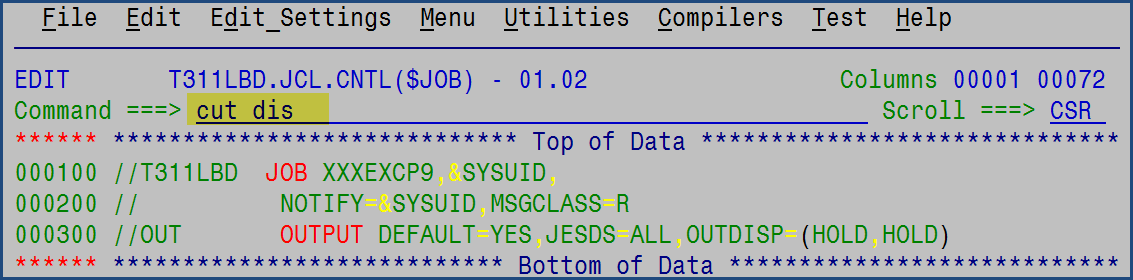 File Edit Edit_Settings Menu Utilities Compilers Test Help
EDIT       T311LBD.JCL.CNTL($JOB) - 01.02                  Columns 00001 00072
Command ===> cut dis                                          Scroll ===> CSR
****** ***************************** Top of Data ******************************
000100 //T311LBD  JOB XXXEXCP9,&SYSUID,
000200 //          NOTIFY=&SYSUID,MSGCLASS=R
000300 //OUT       OUTPUT DEFAULT=YES,JESDS=ALL,OUTDISP=(HOLD,HOLD)
****** **************************** Bottom of Data ****************************